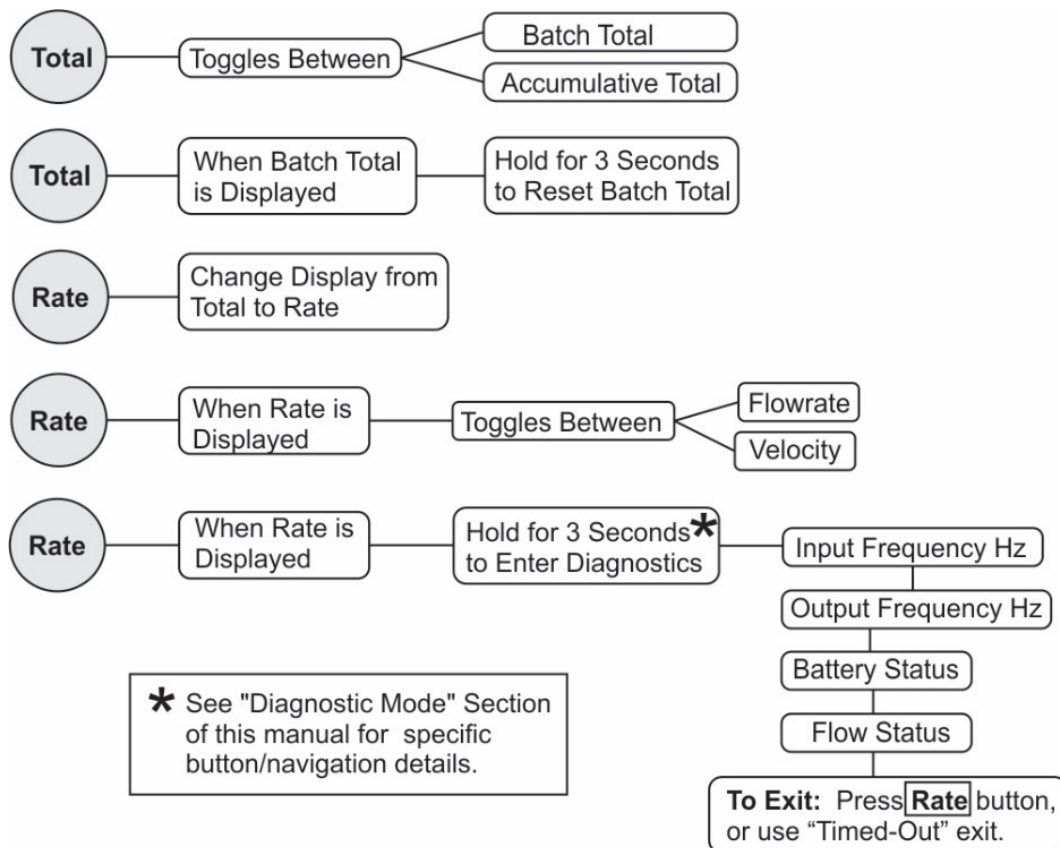 Total
Toggles Between
Batch Total
Accumulative Total
Total
When Batch Total
is Displayed
Hold for 3 Seconds
to Reset Batch Total
Rate
Change Display from
Total to Rate
Rate
When Rate is
Displayed
Toggles Between
Flowrate
Velocity
Rate
When Rate is
Displayed
Hold for 3 Seconds*
to Enter Diagnostics
Input Frequency Hz
Output Frequency Hz
Battery Status
Flow Status
To Exit: Press Rate button,
or use “Timed-Out” exit.
* See "Diagnostic Mode" Section
of this manual for specific
button/navigation details.